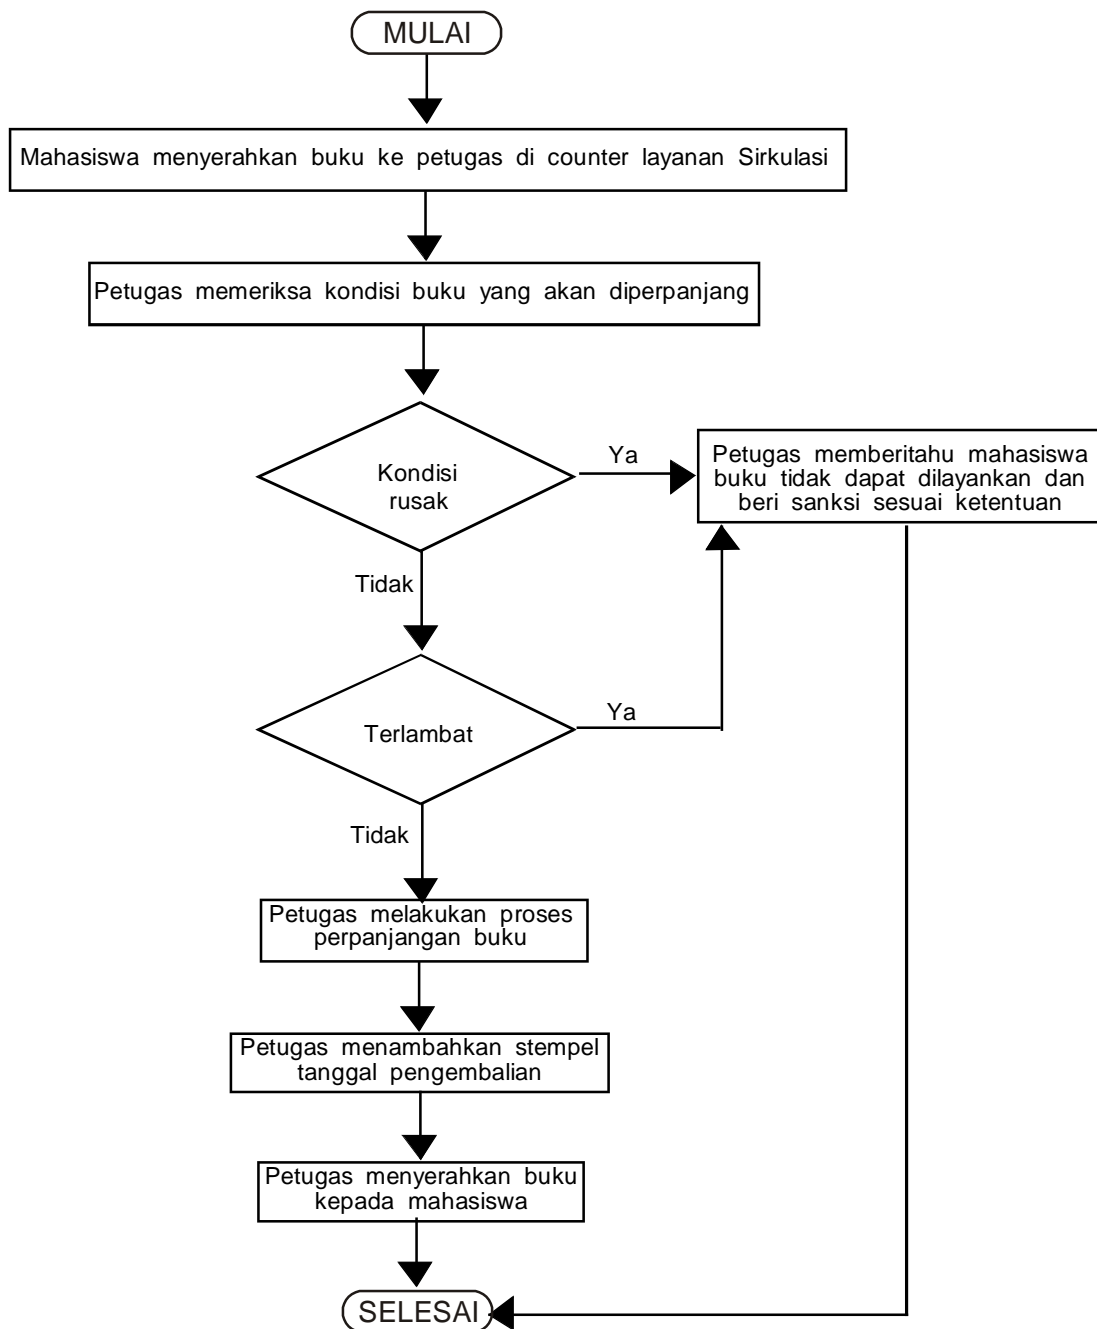 MULAI
Mahasiswa menyerahkan buku ke petugas di counter layanan Sirkulasi
Petugas memeriksa kondisi buku yang akan diperpanjang
Kondisi
rusak
Ya
Petugas memberitahu mahasiswa
buku tidak dapat dilayankan dan
beri sanksi sesuai ketentuan
Tidak
Terlambat
Ya
Tidak
Petugas melakukan proses
perpanjangan buku
Petugas menambahkan stempel
tanggal pengembalian
Petugas menyerahkan buku
kepada mahasiswa
SELESAI